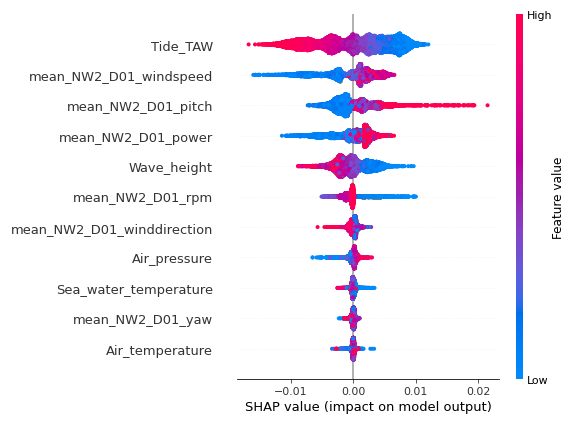 High
Tide_TAW
mean_NW2_D01_windspeed
mean_NW2_D01_pitch
mean_NW2_D01_power
Wave_height
mean_NW2_D01_rpm
mean_NW2_D01_winddirection
Air_pressure
Sea_water_temperature
mean_NW2_D01_yaw
Air_temperature
Feature value
Low
−0.01 0.00 0.01 0.02
SHAP value (impact on model output)